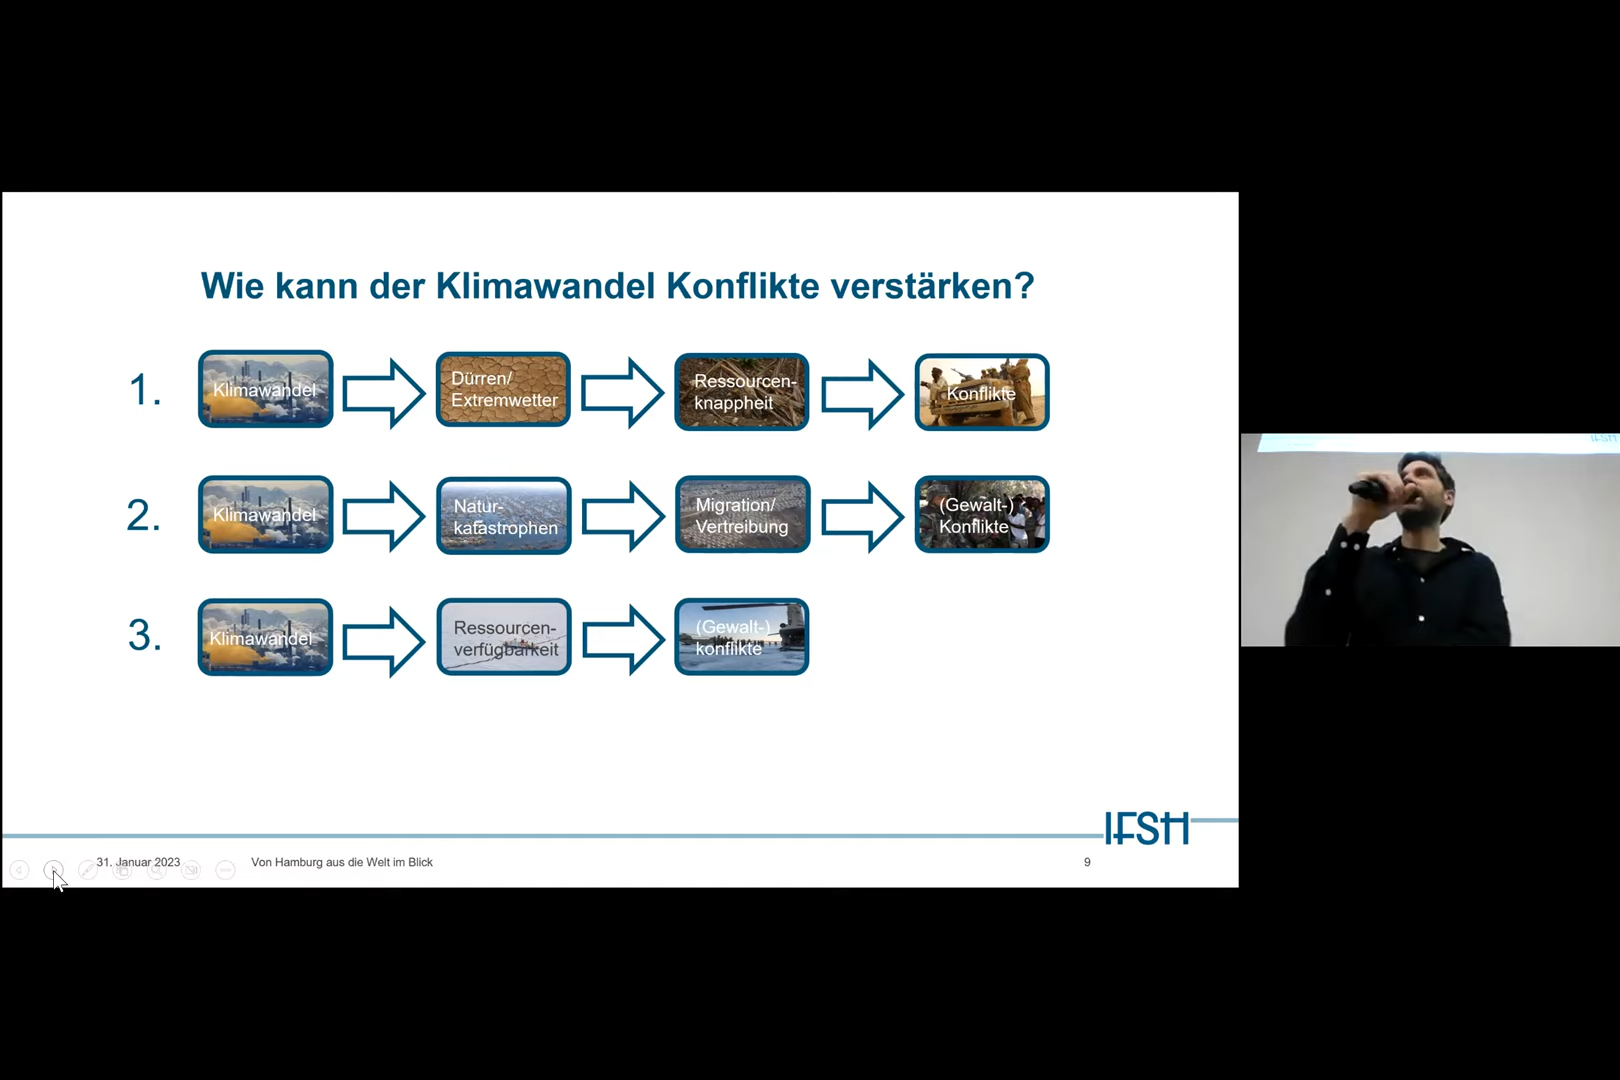 Wie kann der Klimawandel Konflikte verstärken?
1.
Klimawandel
Dürren/
Extremwetter
Ressourcen-
knappheit
Konflikte
2.
Klimawandel
Natur-
katastrophen
Migration/
Vertreibung
(Gewalt-)
Konflikte
3.
Klimawandel
Ressourcen-
verfügbarkeit
(Gewalt-)
konflikte
IFSH
31. Januar 2023
Von Hamburg aus die Welt im Blick
9
IFSH